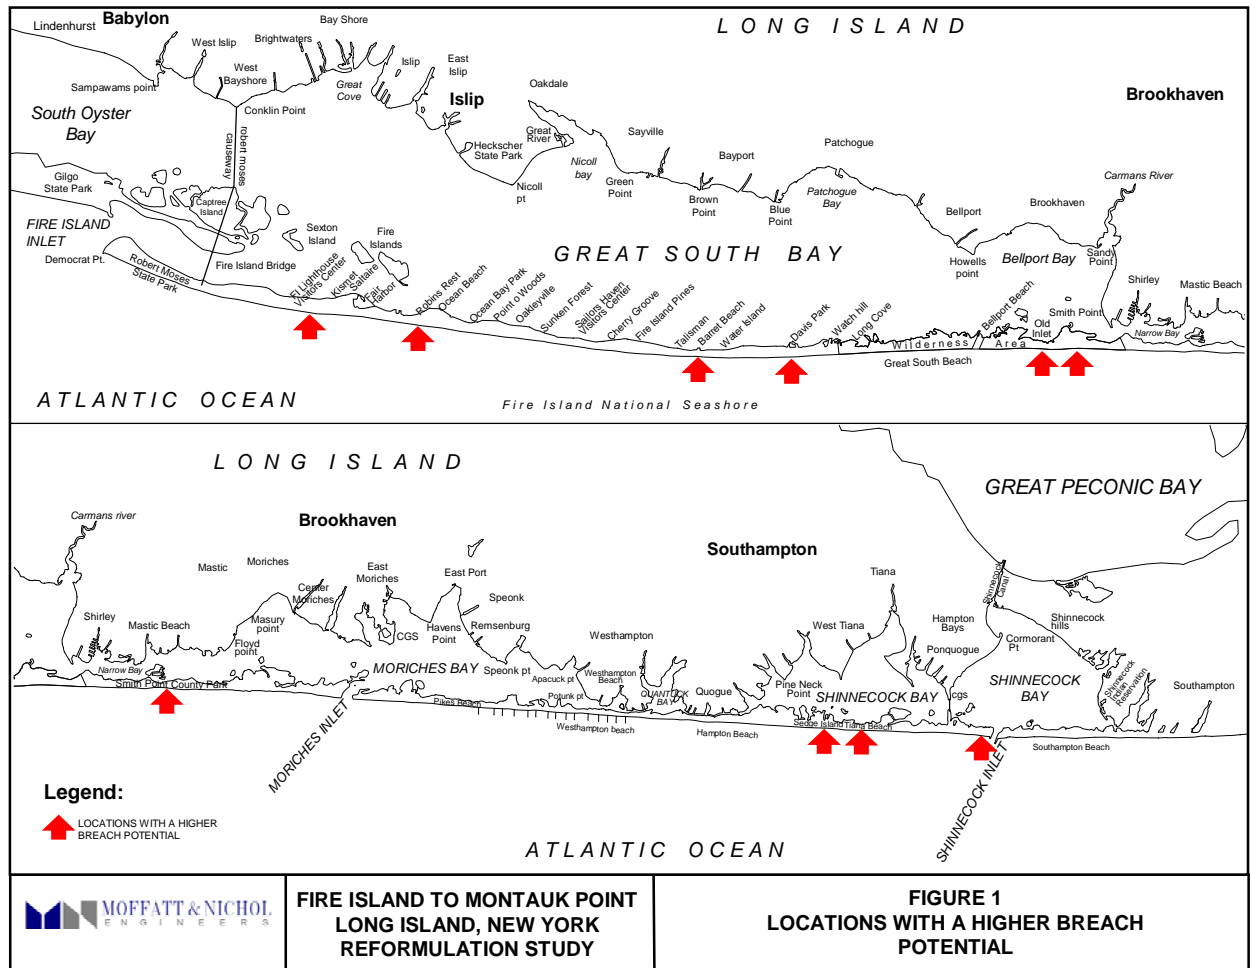 LONG ISLAND
Babylon
Lindenhurst
Bay Shore
West Islip
Brightwaters
Islip
East
Islip
West
Bayshore
Sampawams point
Great
Cove
Conklin Point
Islip
Oakdale
Brookhaven
South Oyster
Bay
robert moses
causeway
Heckscher
State Park
Great
River
Nicoll
bay
Nicoll
pt
Sayville
Green
Point
Bayport
Brown
Point
Blue
Point
Patchogue
Patchogue
Bay
Carmans River
Bellport
Brookhaven
Howells
point
Bellport Bay
Sandy
Point
Shirley
Mastic Beach
Gilgo
State Park
Captree
Island
FIRE ISLAND
INLET
Democrat Pt.
Robert Moses
State Park
Fire Island Bridge
Sexton
Island
Fire
Islands
GREAT SOUTH BAY
FI Lighthouse
Visitors Center
Kismet
Saltaire
Fair
Harbor
Robins Rest
Ocean Beach
Ocean Bay Park
Point o Woods
Oakleyville
Sunken Forest
Sailors Haven
Visitors Center
Cherry Groove
Fire Island Pines
Talisman
Barret Beach
Water Island
Davis Park
Watch hill
Long Cove
Wilderness Area
Great South Beach
Bellport Beach
Old
Inlet
Smith Point
Narrow Bay
ATLANTIC OCEAN
Fire Island National Seashore
LONG ISLAND
GREAT PECONIC BAY
Carmans river
Brookhaven
Southampton
Mastic
Moriches
Center
Moriches
East
Moriches
East Port
Speonk
Shirley
Mastic Beach
Masury
point
Floyd
point
CGS
Havens
Point
Remsenburg
Speonk pt
Westhampton
Tiana
West Tiana
Hampton
Bays
Ponquogue
Shinnecock
Canal
Shinnecock
hills
Cormorant
Pt
Narrow Bay
Smith Point County Park
MORICHES BAY
Apacuck pt
Potunk pt
Westhampton
Beach
QUANTUCK
BAY
Quogue
Pine Neck
Point
SHINNECOCK BAY
cgs
SHINNECOCK
BAY
Shinnecock
Indian
Reservation
Southampton
Pikes Beach
Westhampton beach
Hampton Beach
Sedge Island
Tiana Beach
Southampton Beach
MORICHES INLET
SHINNECOCK INLET
ATLANTIC OCEAN
Legend:
LOCATIONS WITH A HIGHER
BREACH POTENTIAL
MOFFATT & NICHOL
ENGINEERS
FIRE ISLAND TO MONTAUK POINT
LONG ISLAND, NEW YORK
REFORMULATION STUDY
FIGURE 1
LOCATIONS WITH A HIGHER BREACH
POTENTIAL